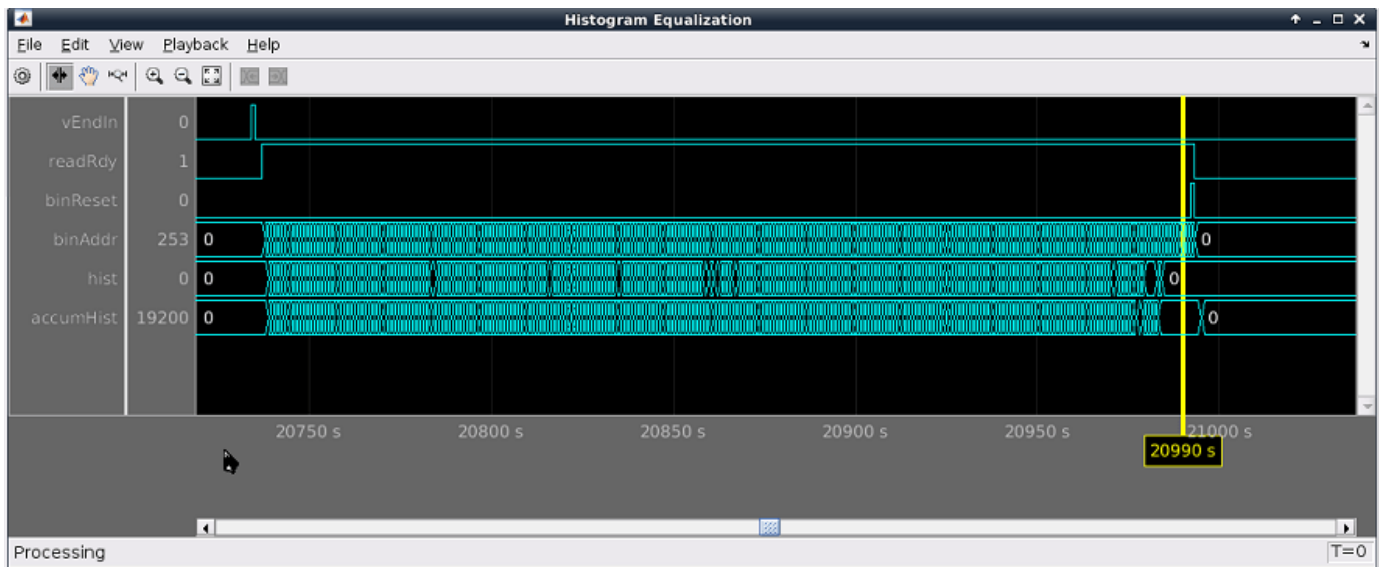 Histogram Equalization
File Edit View Playback Help
vEndIn 0
readRdy 1
binReset 0
binAddr 253 0 0
hist 0 0 0
accumHist 19200 0 0
20750 s 20800 s 20850 s 20900 s 20950 s 21000 s
20990 s
Processing T=0